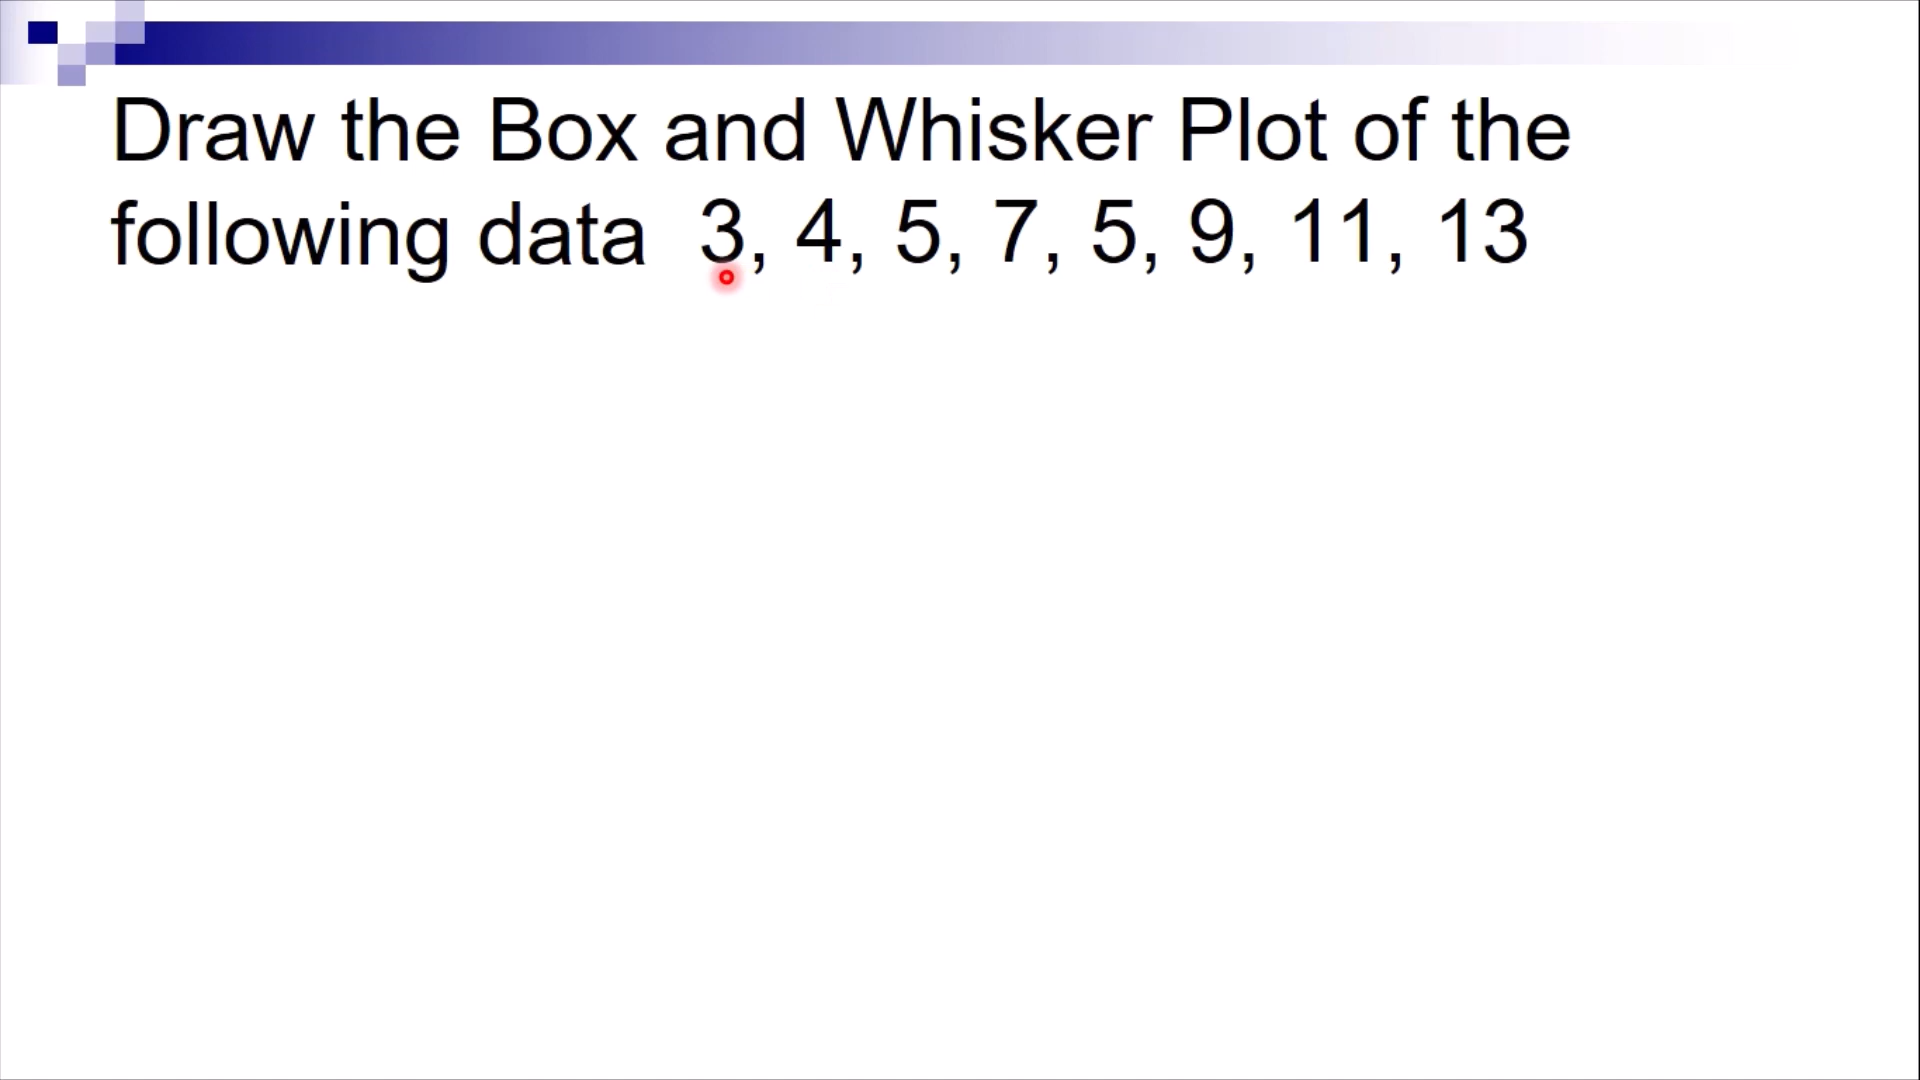 Draw the Box and Whisker Plot of the
following data 3, 4, 5, 7, 5, 9, 11, 13